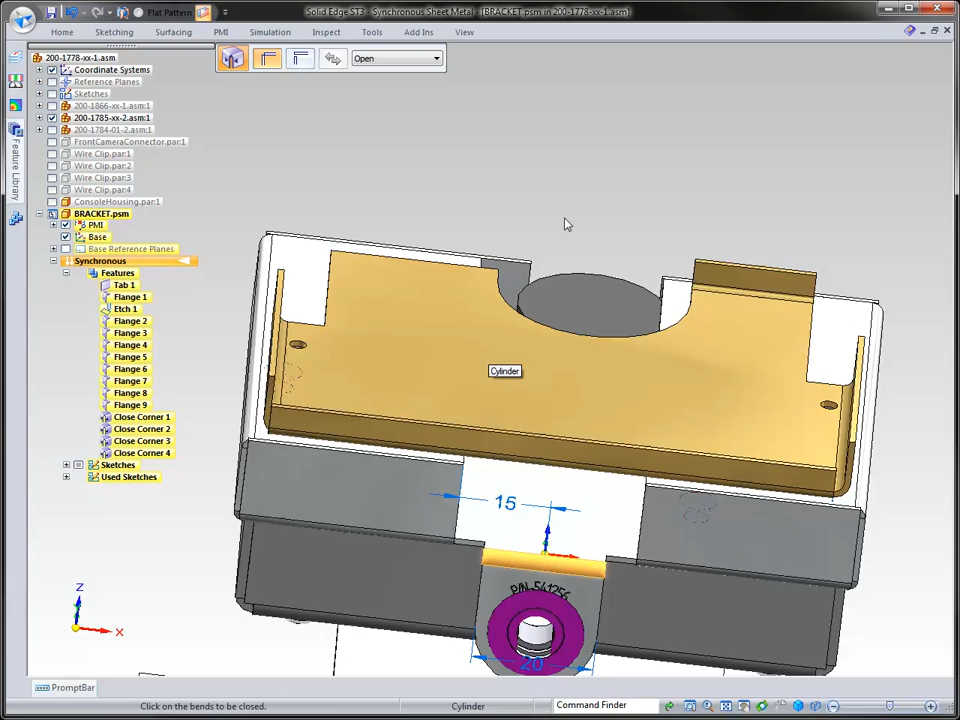 Flat Pattern
Solid Edge ST3 - Synchronous Sheet Metal - [BRACKET.psm in 200-1778-xx-1.asm]
Home Sketching Surfacing PMI Simulation Inspect Tools Add Ins View
Open
200-1778-xx-1.asm
Coordinate Systems
Reference Planes
Sketches
200-1866-xx-1.asm:1
200-1785-xx-2.asm:1
200-1784-01-2.asm:1
FrontCameraConnector.par:1
Wire Clip.par:1
Wire Clip.par:2
Wire Clip.par:3
Wire Clip.par:4
ConsoleHousing.par:1
BRACKET.psm
PMI
Base
Base Reference Planes
Synchronous
Features
Tab 1
Flange 1
Etch 1
Flange 2
Flange 3
Flange 4
Flange 5
Flange 6
Flange 7
Flange 8
Flange 9
Close Corner 1
Close Corner 2
Close Corner 3
Close Corner 4
Sketches
Used Sketches
Feature Library
Cylinder
15
P/N 541256
20
Z
X
PromptBar
Click on the bends to be closed.
Cylinder
Command Finder